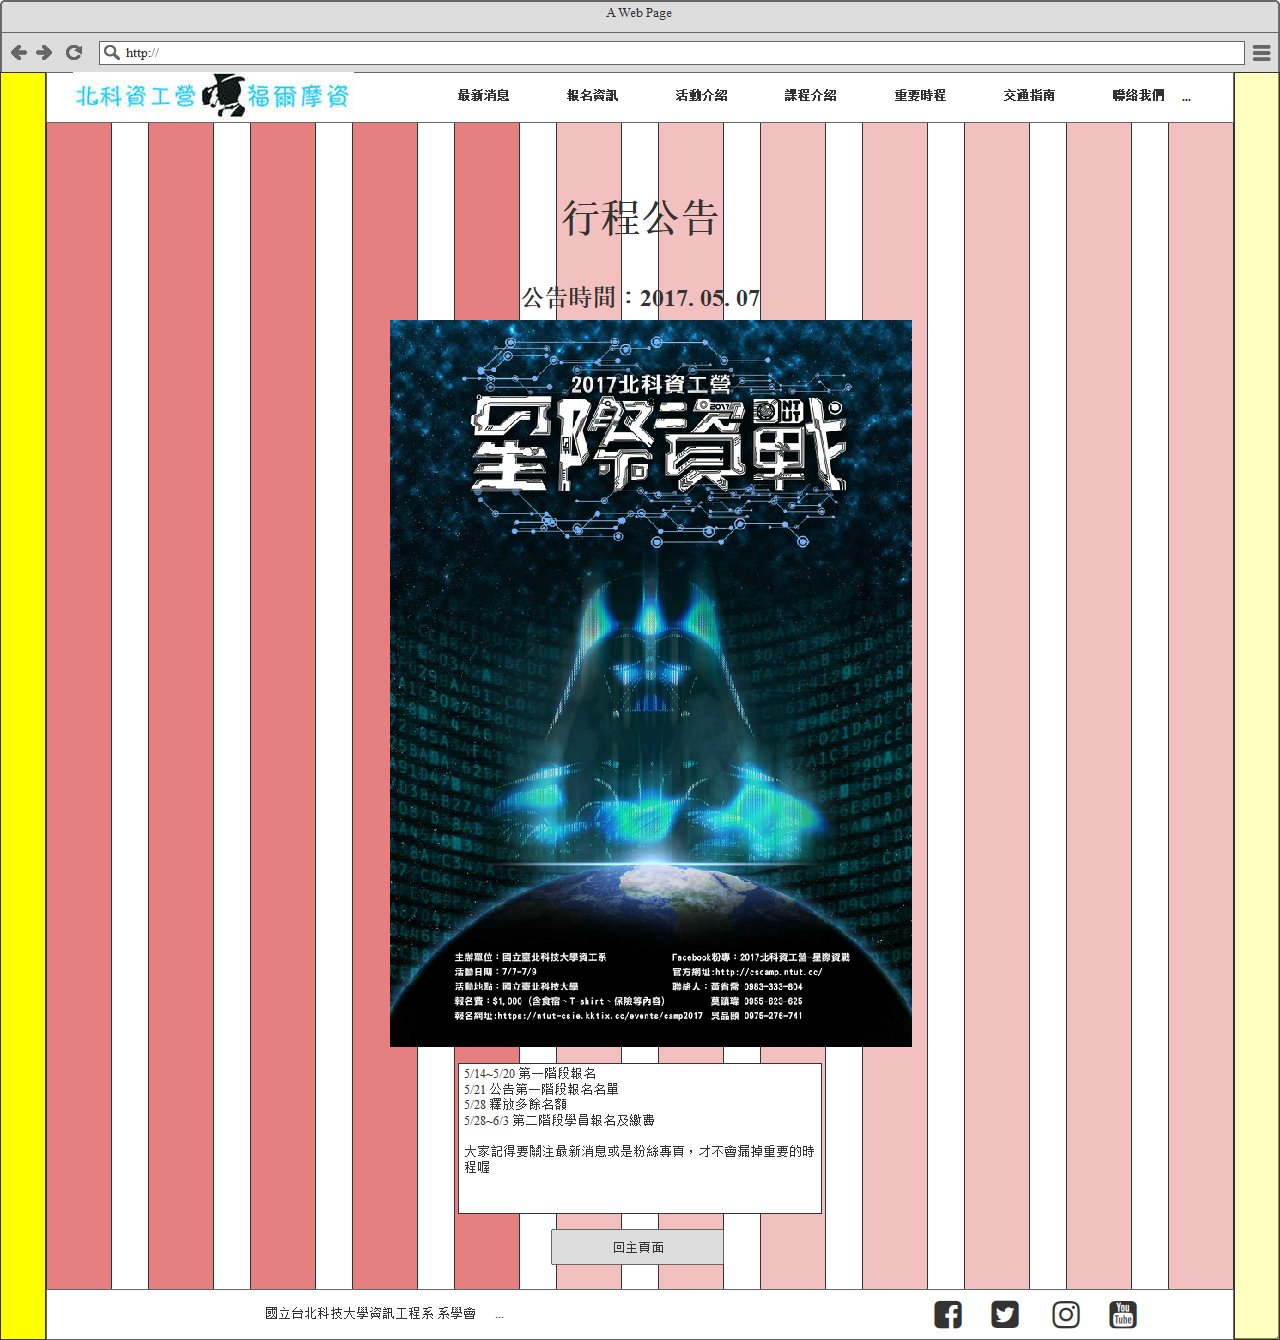 A Web Page
http://
北科資工營 福爾摩資
最新消息 報名資訊 活動介紹 課程介紹 重要時程 交通指南 聯絡我們 ...
行程公告
公告時間：2017. 05. 07
2017北科資工營
星際資戰
2017
NT
UT
主辦單位：國立臺北科技大學資工系
活動日期：7/7-7/9
活動地點：國立臺北科技大學
報名費：$1,000 (含食宿、T-shirt、保險等內容)
報名網址:https://ntut-csie.kktix.cc/events/camp2017
Facebook粉專：2017北科資工營-星際資戰
官方網址:http://cscamp.ntut.cc/
聯絡人：黃 喬 0983-333-804
0955-623-625
吳品頤 0975-276-741
5/14~5/20 第一階段報名
5/21 公告第一階段報名名單
5/28 釋放多餘名額
5/28~6/3 第二階段學員報名及繳費
大家記得要關注最新消息或是粉絲專頁，才不會漏掉重要的時
程喔
回主頁面
國立台北科技大學資訊工程系 系學會 ...
You
Tube